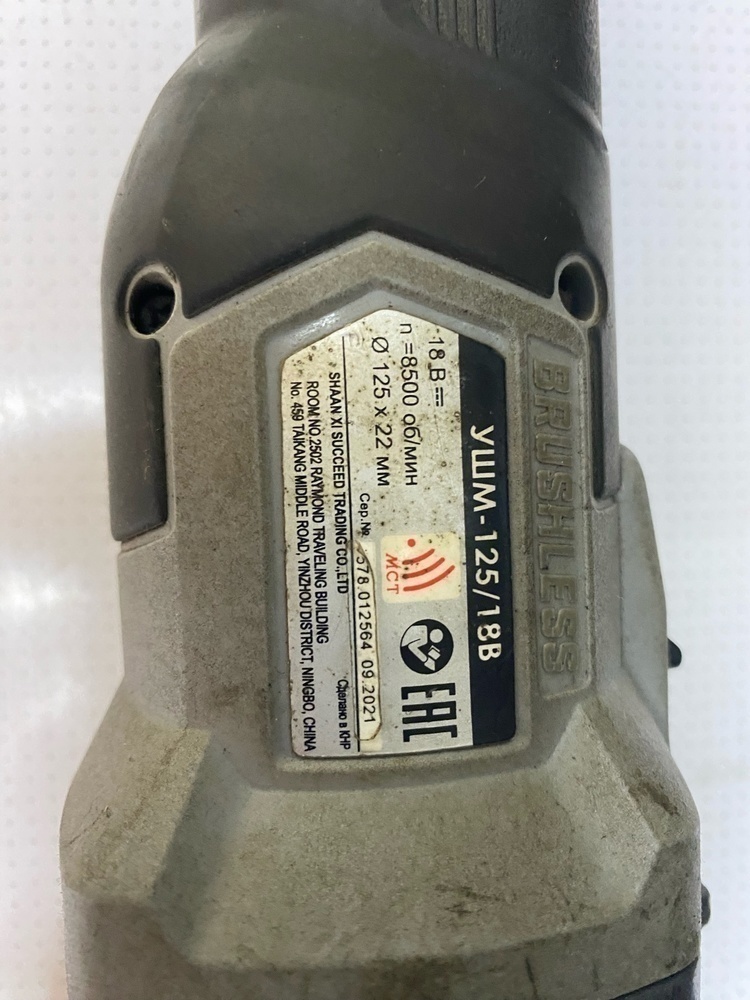 BRUSHLESS
УШМ-125/18В
18 В
n =8500 об/мин
Ø 125 x 22 мм
МСТ
EAC
Сер.№ 578.012564 09.2021
Сделано в КНР
SHAAN XI SUCCEED TRADING CO.,LTD
ROOM NO.2502 RAYMOND TRAVELING BUILDING
No. 459 TAIKANG MIDDLE ROAD, YINZHOU DISTRICT, NINGBO, CHINA